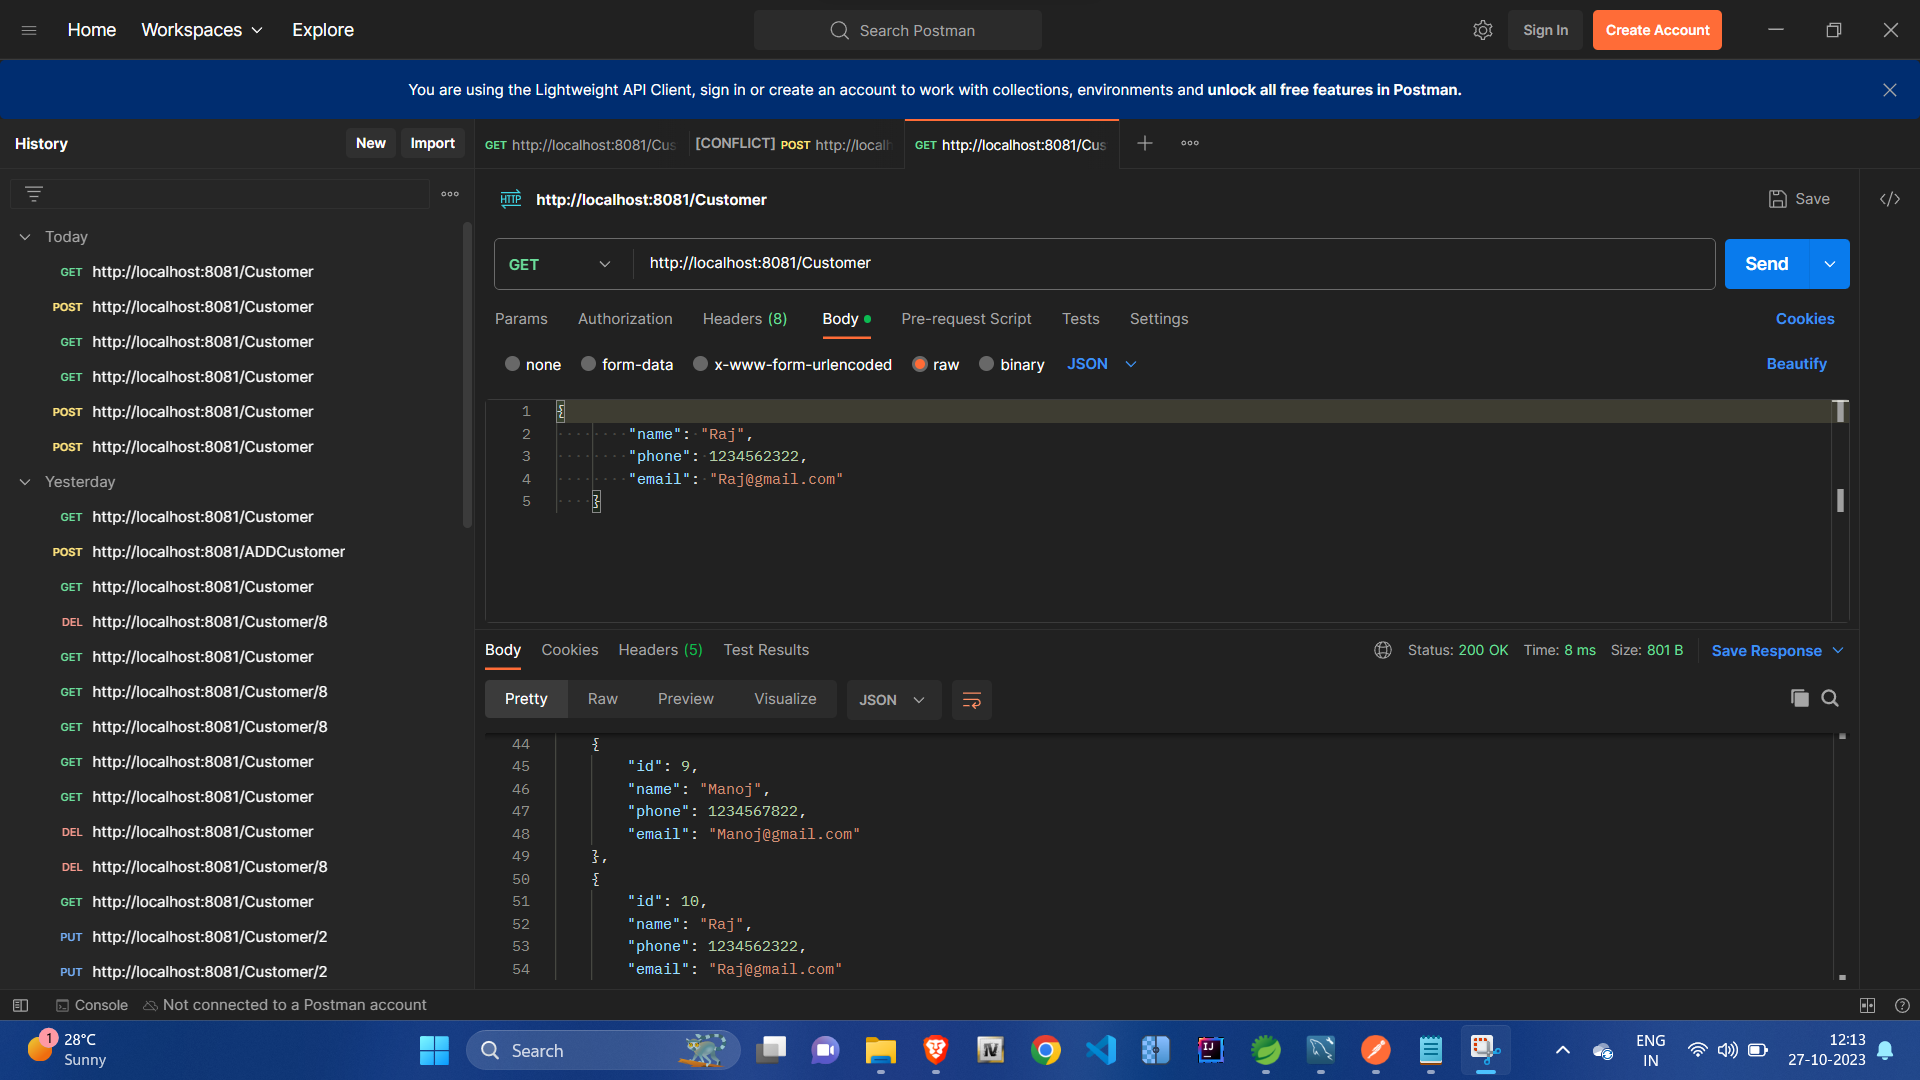 Home Workspaces Explore Search Postman Sign In Create Account
You are using the Lightweight API Client, sign in or create an account to work with collections, environments and unlock all free features in Postman.
History New Import
GET http://localhost:8081/Cus [CONFLICT] POST http://localh GET http://localhost:8081/Cus
HTTP http://localhost:8081/Customer Save
GET http://localhost:8081/Customer Send
Params Authorization Headers (8) Body Pre-request Script Tests Settings Cookies
none form-data x-www-form-urlencoded raw binary JSON Beautify
1 {
2 "name": "Raj",
3 "phone": 1234562322,
4 "email": "Raj@gmail.com"
5 }
Today
GET http://localhost:8081/Customer
POST http://localhost:8081/Customer
GET http://localhost:8081/Customer
GET http://localhost:8081/Customer
POST http://localhost:8081/Customer
POST http://localhost:8081/Customer
Yesterday
GET http://localhost:8081/Customer
POST http://localhost:8081/ADDCustomer
GET http://localhost:8081/Customer
DEL http://localhost:8081/Customer/8
GET http://localhost:8081/Customer
GET http://localhost:8081/Customer/8
GET http://localhost:8081/Customer/8
GET http://localhost:8081/Customer
GET http://localhost:8081/Customer
DEL http://localhost:8081/Customer
DEL http://localhost:8081/Customer/8
GET http://localhost:8081/Customer
PUT http://localhost:8081/Customer/2
PUT http://localhost:8081/Customer/2
Body Cookies Headers (5) Test Results Status: 200 OK Time: 8 ms Size: 801 B Save Response
Pretty Raw Preview Visualize JSON
44 {
45 "id": 9,
46 "name": "Manoj",
47 "phone": 1234567822,
48 "email": "Manoj@gmail.com"
49 },
50 {
51 "id": 10,
52 "name": "Raj",
53 "phone": 1234562322,
54 "email": "Raj@gmail.com"
Console Not connected to a Postman account
1 28°C
Sunny
Search
IJ
ENG
IN
12:13
27-10-2023